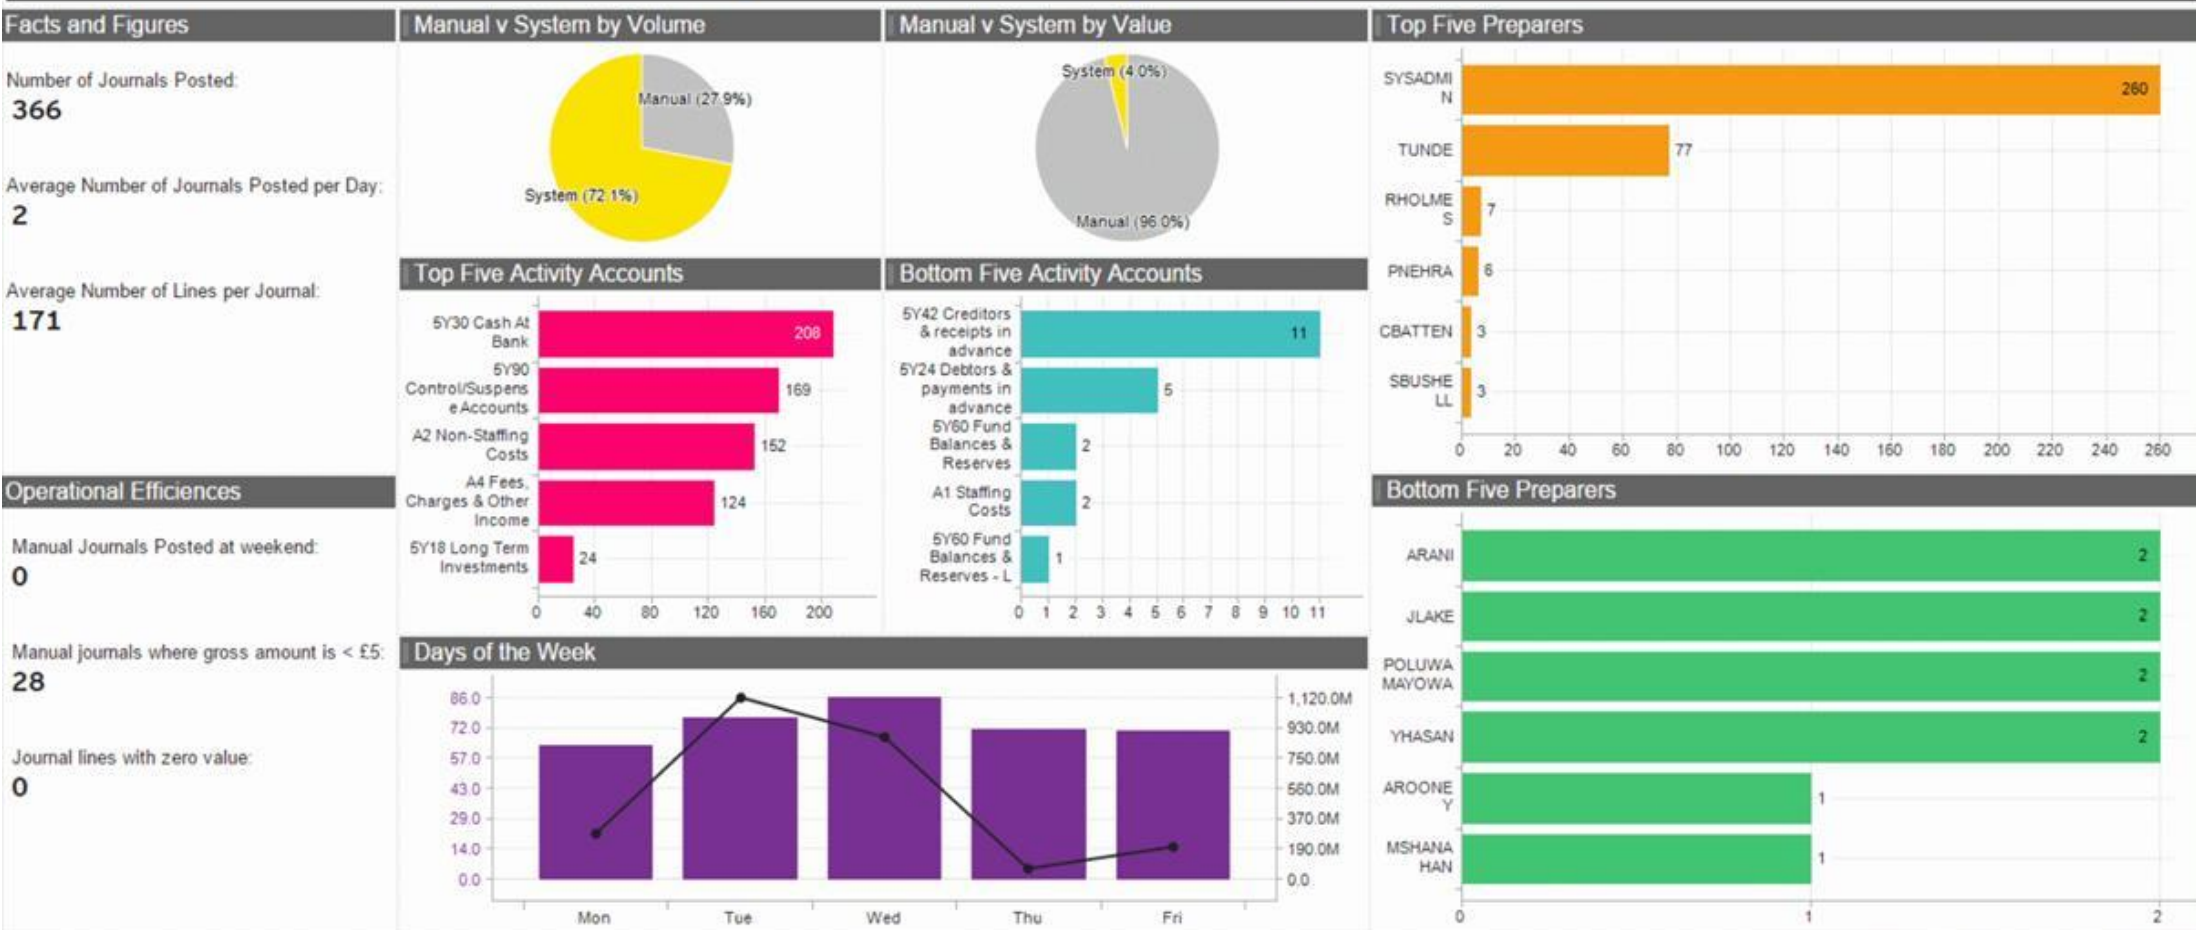 Facts and Figures
Number of Journals Posted:
366
Average Number of Journals Posted per Day:
2
Average Number of Lines per Journal:
171
Operational Efficiences
Manual Journals Posted at weekend:
0
Manual journals where gross amount is < £5:
28
Journal lines with zero value:
0
Manual v System by Volume
Manual (27.9%)
System (72.1%)
Manual v System by Value
System (4.0%)
Manual (96.0%)
Top Five Activity Accounts
5Y30 Cash At
Bank
208
5Y90
Control/Suspens
e Accounts
169
A2 Non-Staffing
Costs
152
A4 Fees,
Charges & Other
Income
124
5Y18 Long Term
Investments
24
0 40 80 120 160 200
Bottom Five Activity Accounts
5Y42 Creditors
& receipts in
advance
11
5Y24 Debtors &
payments in
advance
5
5Y60 Fund
Balances &
Reserves
2
A1 Staffing
Costs
2
5Y60 Fund
Balances &
Reserves - L
1
0 1 2 3 4 5 6 7 8 9 10 11
Days of the Week
86.0
72.0
57.0
43.0
29.0
14.0
0.0
1,120.0M
930.0M
750.0M
560.0M
370.0M
190.0M
0.0
Mon Tue Wed Thu Fri
Top Five Preparers
SYSADMI
N
260
TUNDE
77
RHOLME
S
7
PNEHRA
6
CBATTEN
3
SBUSHE
LL
3
0 20 40 60 80 100 120 140 160 180 200 220 240 260
Bottom Five Preparers
ARANI
2
JLAKE
2
POLUWA
MAYOWA
2
YHASAN
2
AROONE
Y
1
MSHANA
HAN
1
0 1 2